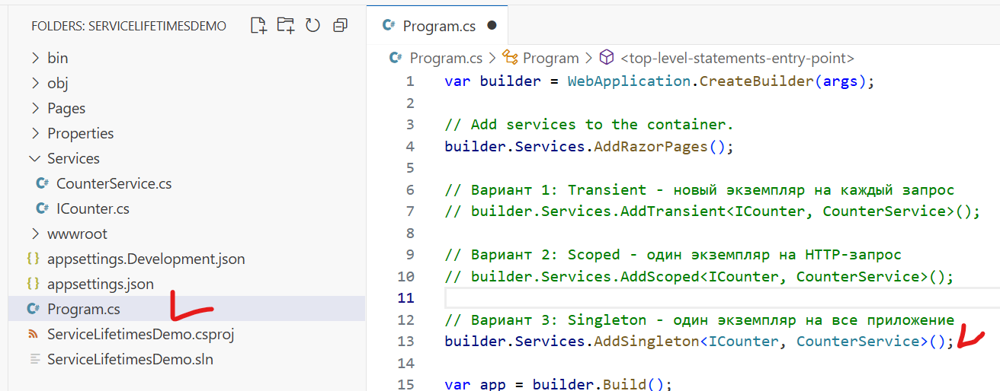 FOLDERS: SERVICELIFETIMESDEMO
bin
obj
Pages
Properties
Services
C# CounterService.cs
C# ICounter.cs
wwwroot
{} appsettings.Development.json
{} appsettings.json
C# Program.cs
ServiceLifetimesDemo.csproj
ServiceLifetimesDemo.sln
C# Program.cs
C# Program.cs > Program > <top-level-statements-entry-point>
1 var builder = WebApplication.CreateBuilder(args);
2
3 // Add services to the container.
4 builder.Services.AddRazorPages();
5
6 // Вариант 1: Transient - новый экземпляр на каждый запрос
7 // builder.Services.AddTransient<ICounter, CounterService>();
8
9 // Вариант 2: Scoped - один экземпляр на HTTP-запрос
10 // builder.Services.AddScoped<ICounter, CounterService>();
11
12 // Вариант 3: Singleton - один экземпляр на все приложение
13 builder.Services.AddSingleton<ICounter, CounterService>();
14
15 var app = builder.Build();